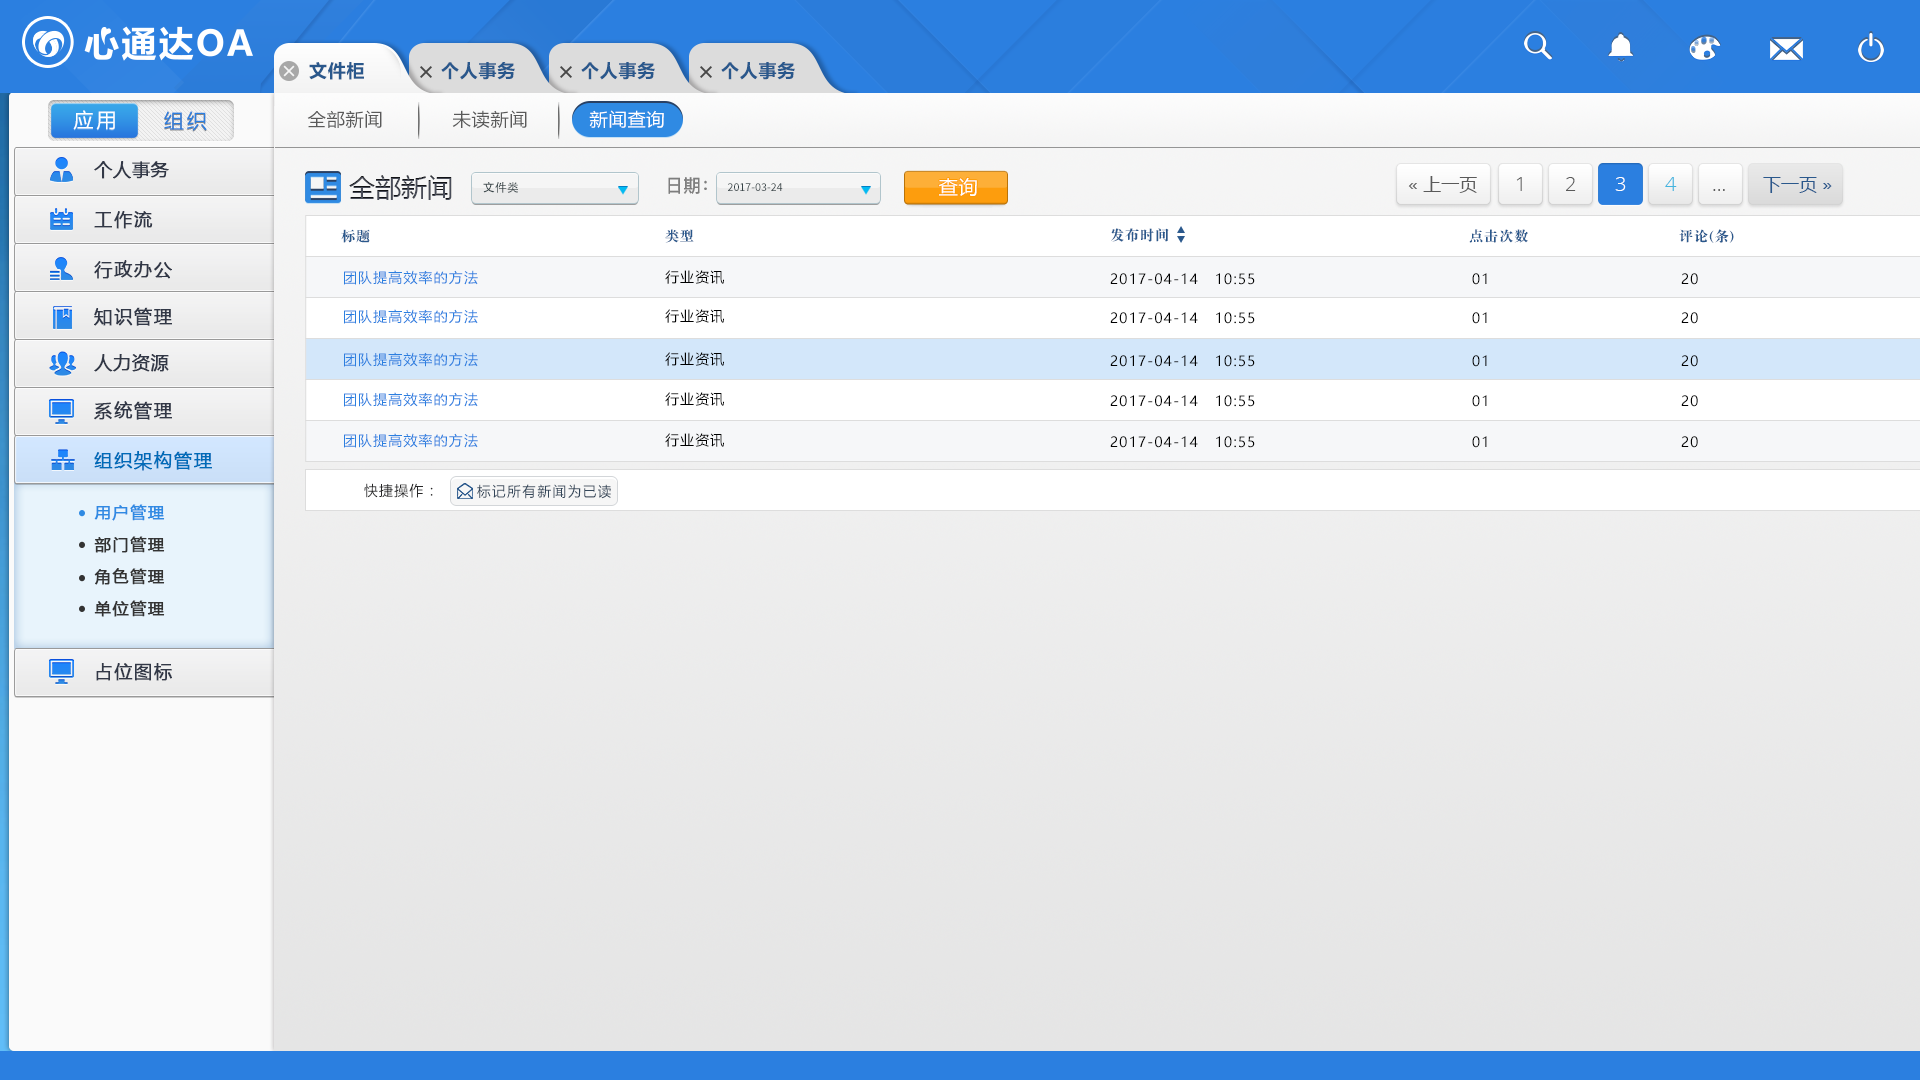 心通达OA
文件柜
个人事务
个人事务
个人事务
应用 组织
全部新闻 未读新闻 新闻查询
个人事务
工作流
行政办公
知识管理
人力资源
系统管理
组织架构管理
用户管理
部门管理
角色管理
单位管理
占位图标
全部新闻 文件类 日期: 2017-03-24 查询
« 上一页 1 2 3 4 ... 下一页 »
标题 类型 发布时间 点击次数 评论(条)
团队提高效率的方法 行业资讯 2017-04-14 10:55 01 20
团队提高效率的方法 行业资讯 2017-04-14 10:55 01 20
团队提高效率的方法 行业资讯 2017-04-14 10:55 01 20
团队提高效率的方法 行业资讯 2017-04-14 10:55 01 20
团队提高效率的方法 行业资讯 2017-04-14 10:55 01 20
快捷操作： 标记所有新闻为已读